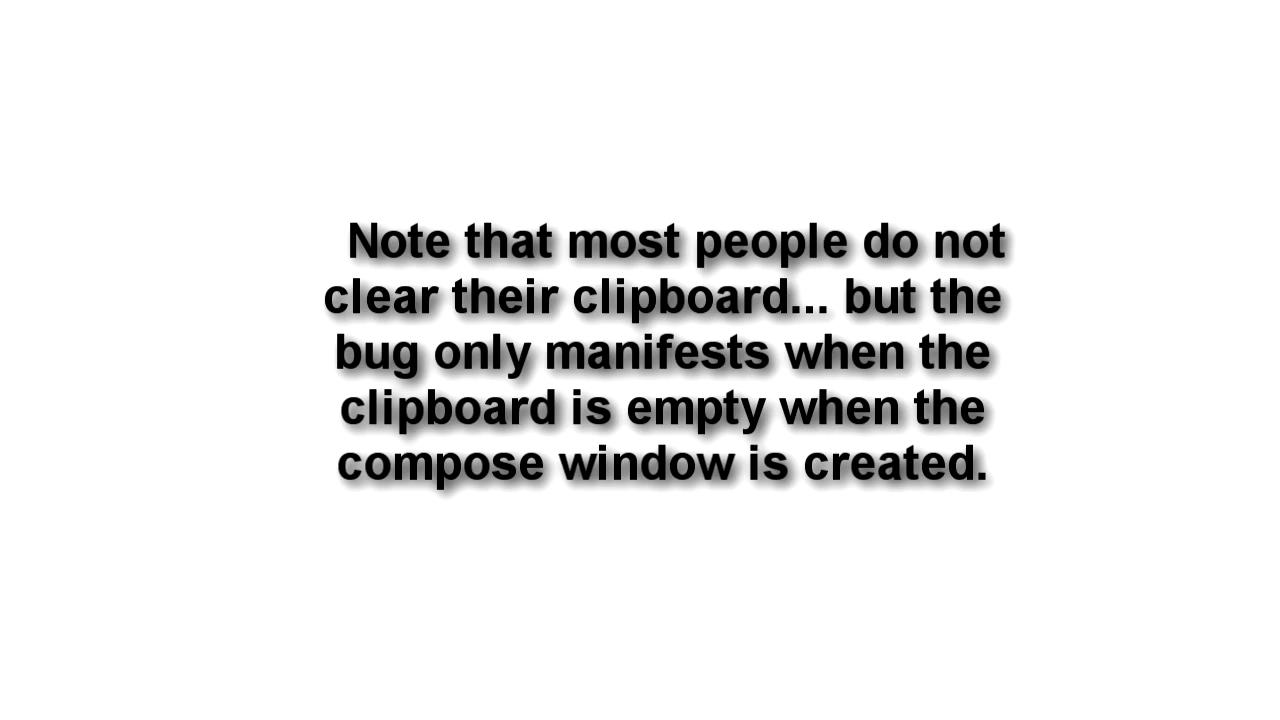 Note that most people do not
clear their clipboard... but the
bug only manifests when the
clipboard is empty when the
compose window is created.